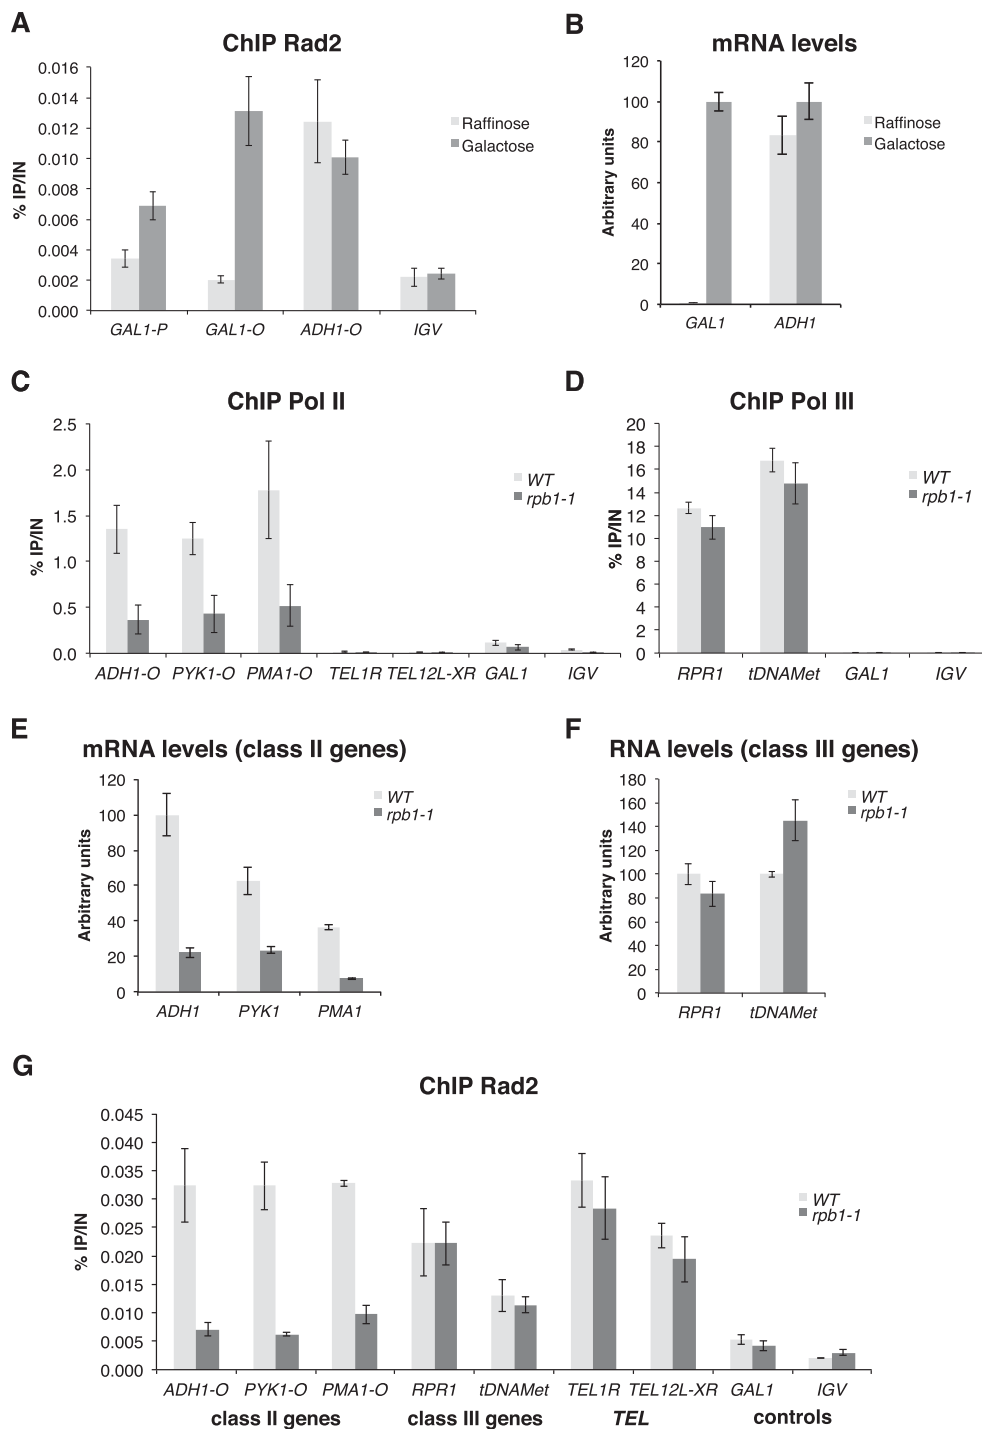 A
ChIP Rad2
0.016
0.014
0.012
0.010
0.008
0.006
0.004
0.002
0.000
% IP/IN
Raffinose
Galactose
GAL1-P GAL1-O ADH1-O IGV
B
mRNA levels
120
100
80
60
40
20
0
Arbitrary units
Raffinose
Galactose
GAL1 ADH1
C
ChIP Pol II
2.5
2.0
1.5
1.0
0.5
0.0
% IP/IN
WT
rpb1-1
ADH1-O PYK1-O PMA1-O TEL1R TEL12L-XR GAL1 IGV
D
ChIP Pol III
20
18
16
14
12
10
8
6
4
2
0
% IP/IN
WT
rpb1-1
RPR1 tDNAMet GAL1 IGV
E
mRNA levels (class II genes)
120
100
80
60
40
20
0
Arbitrary units
WT
rpb1-1
ADH1 PYK1 PMA1
F
RNA levels (class III genes)
180
160
140
120
100
80
60
40
20
0
Arbitrary units
WT
rpb1-1
RPR1 tDNAMet
G
ChIP Rad2
0.045
0.040
0.035
0.030
0.025
0.020
0.015
0.010
0.005
0.000
% IP/IN
WT
rpb1-1
ADH1-O PYK1-O PMA1-O RPR1 tDNAMet TEL1R TEL12L-XR GAL1 IGV
class II genes class III genes TEL controls